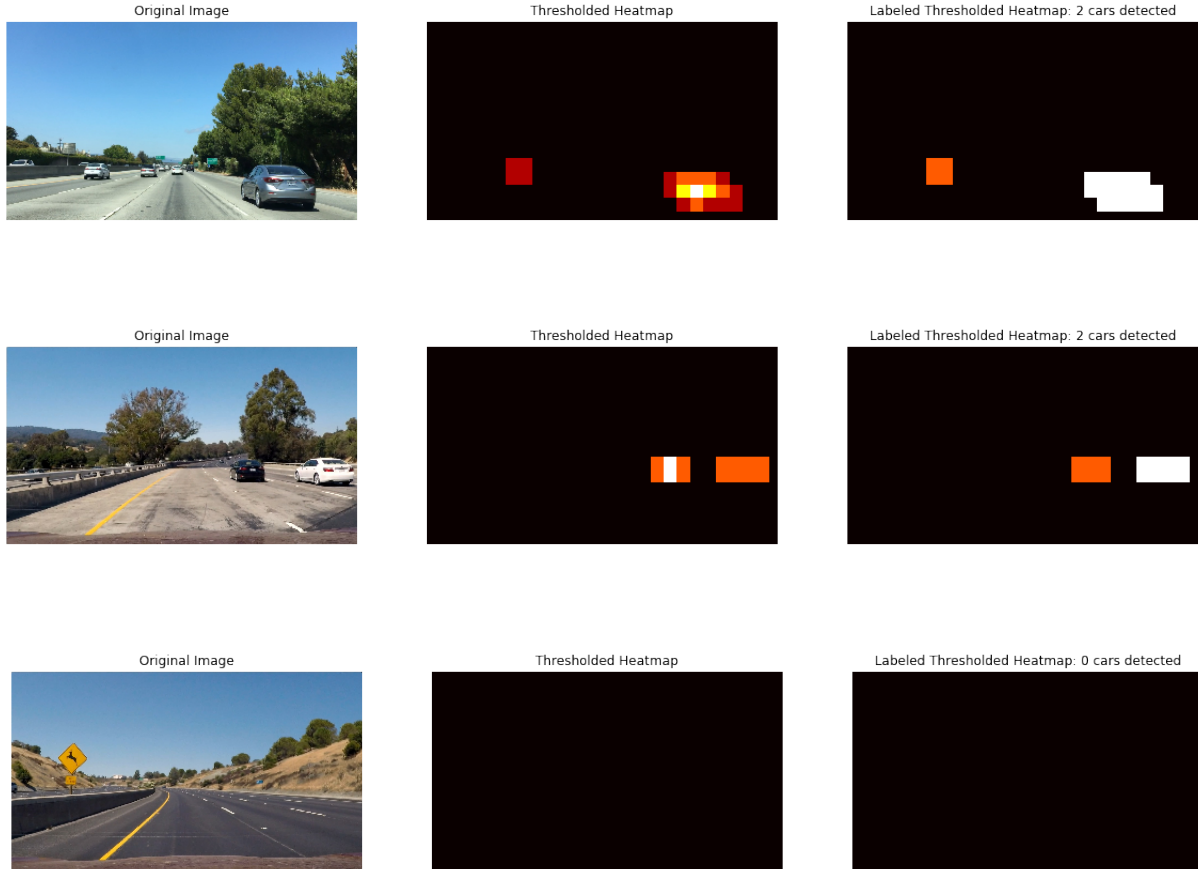 Original Image
Thresholded Heatmap
Labeled Thresholded Heatmap: 2 cars detected
Original Image
Thresholded Heatmap
Labeled Thresholded Heatmap: 2 cars detected
Original Image
Thresholded Heatmap
Labeled Thresholded Heatmap: 0 cars detected